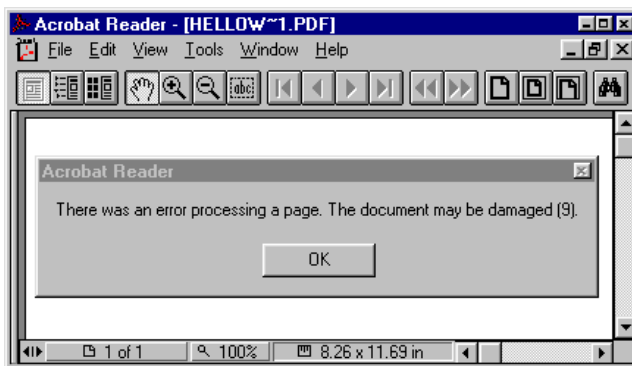 Acrobat Reader - [HELLOW~1.PDF]
File Edit View Tools Window Help
abc
Acrobat Reader
There was an error processing a page. The document may be damaged (9).
OK
1 of 1 100% 8.26 x 11.69 in